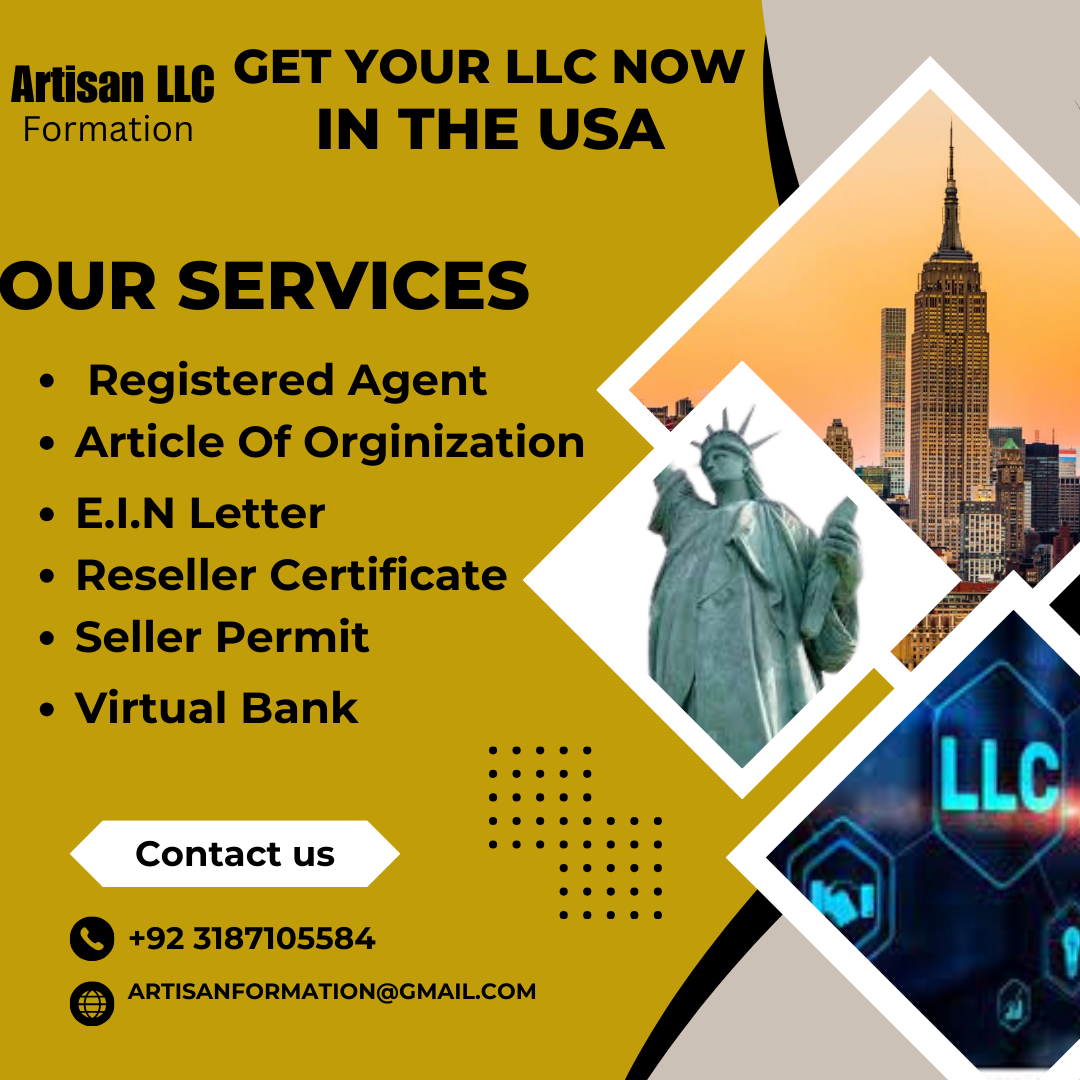 Artisan LLC
Formation
GET YOUR LLC NOW
IN THE USA
OUR SERVICES
• Registered Agent
• Article Of Orginization
• E.I.N Letter
• Reseller Certificate
• Seller Permit
• Virtual Bank
Contact us
+92 3187105584
ARTISANFORMATION@GMAIL.COM
LLC